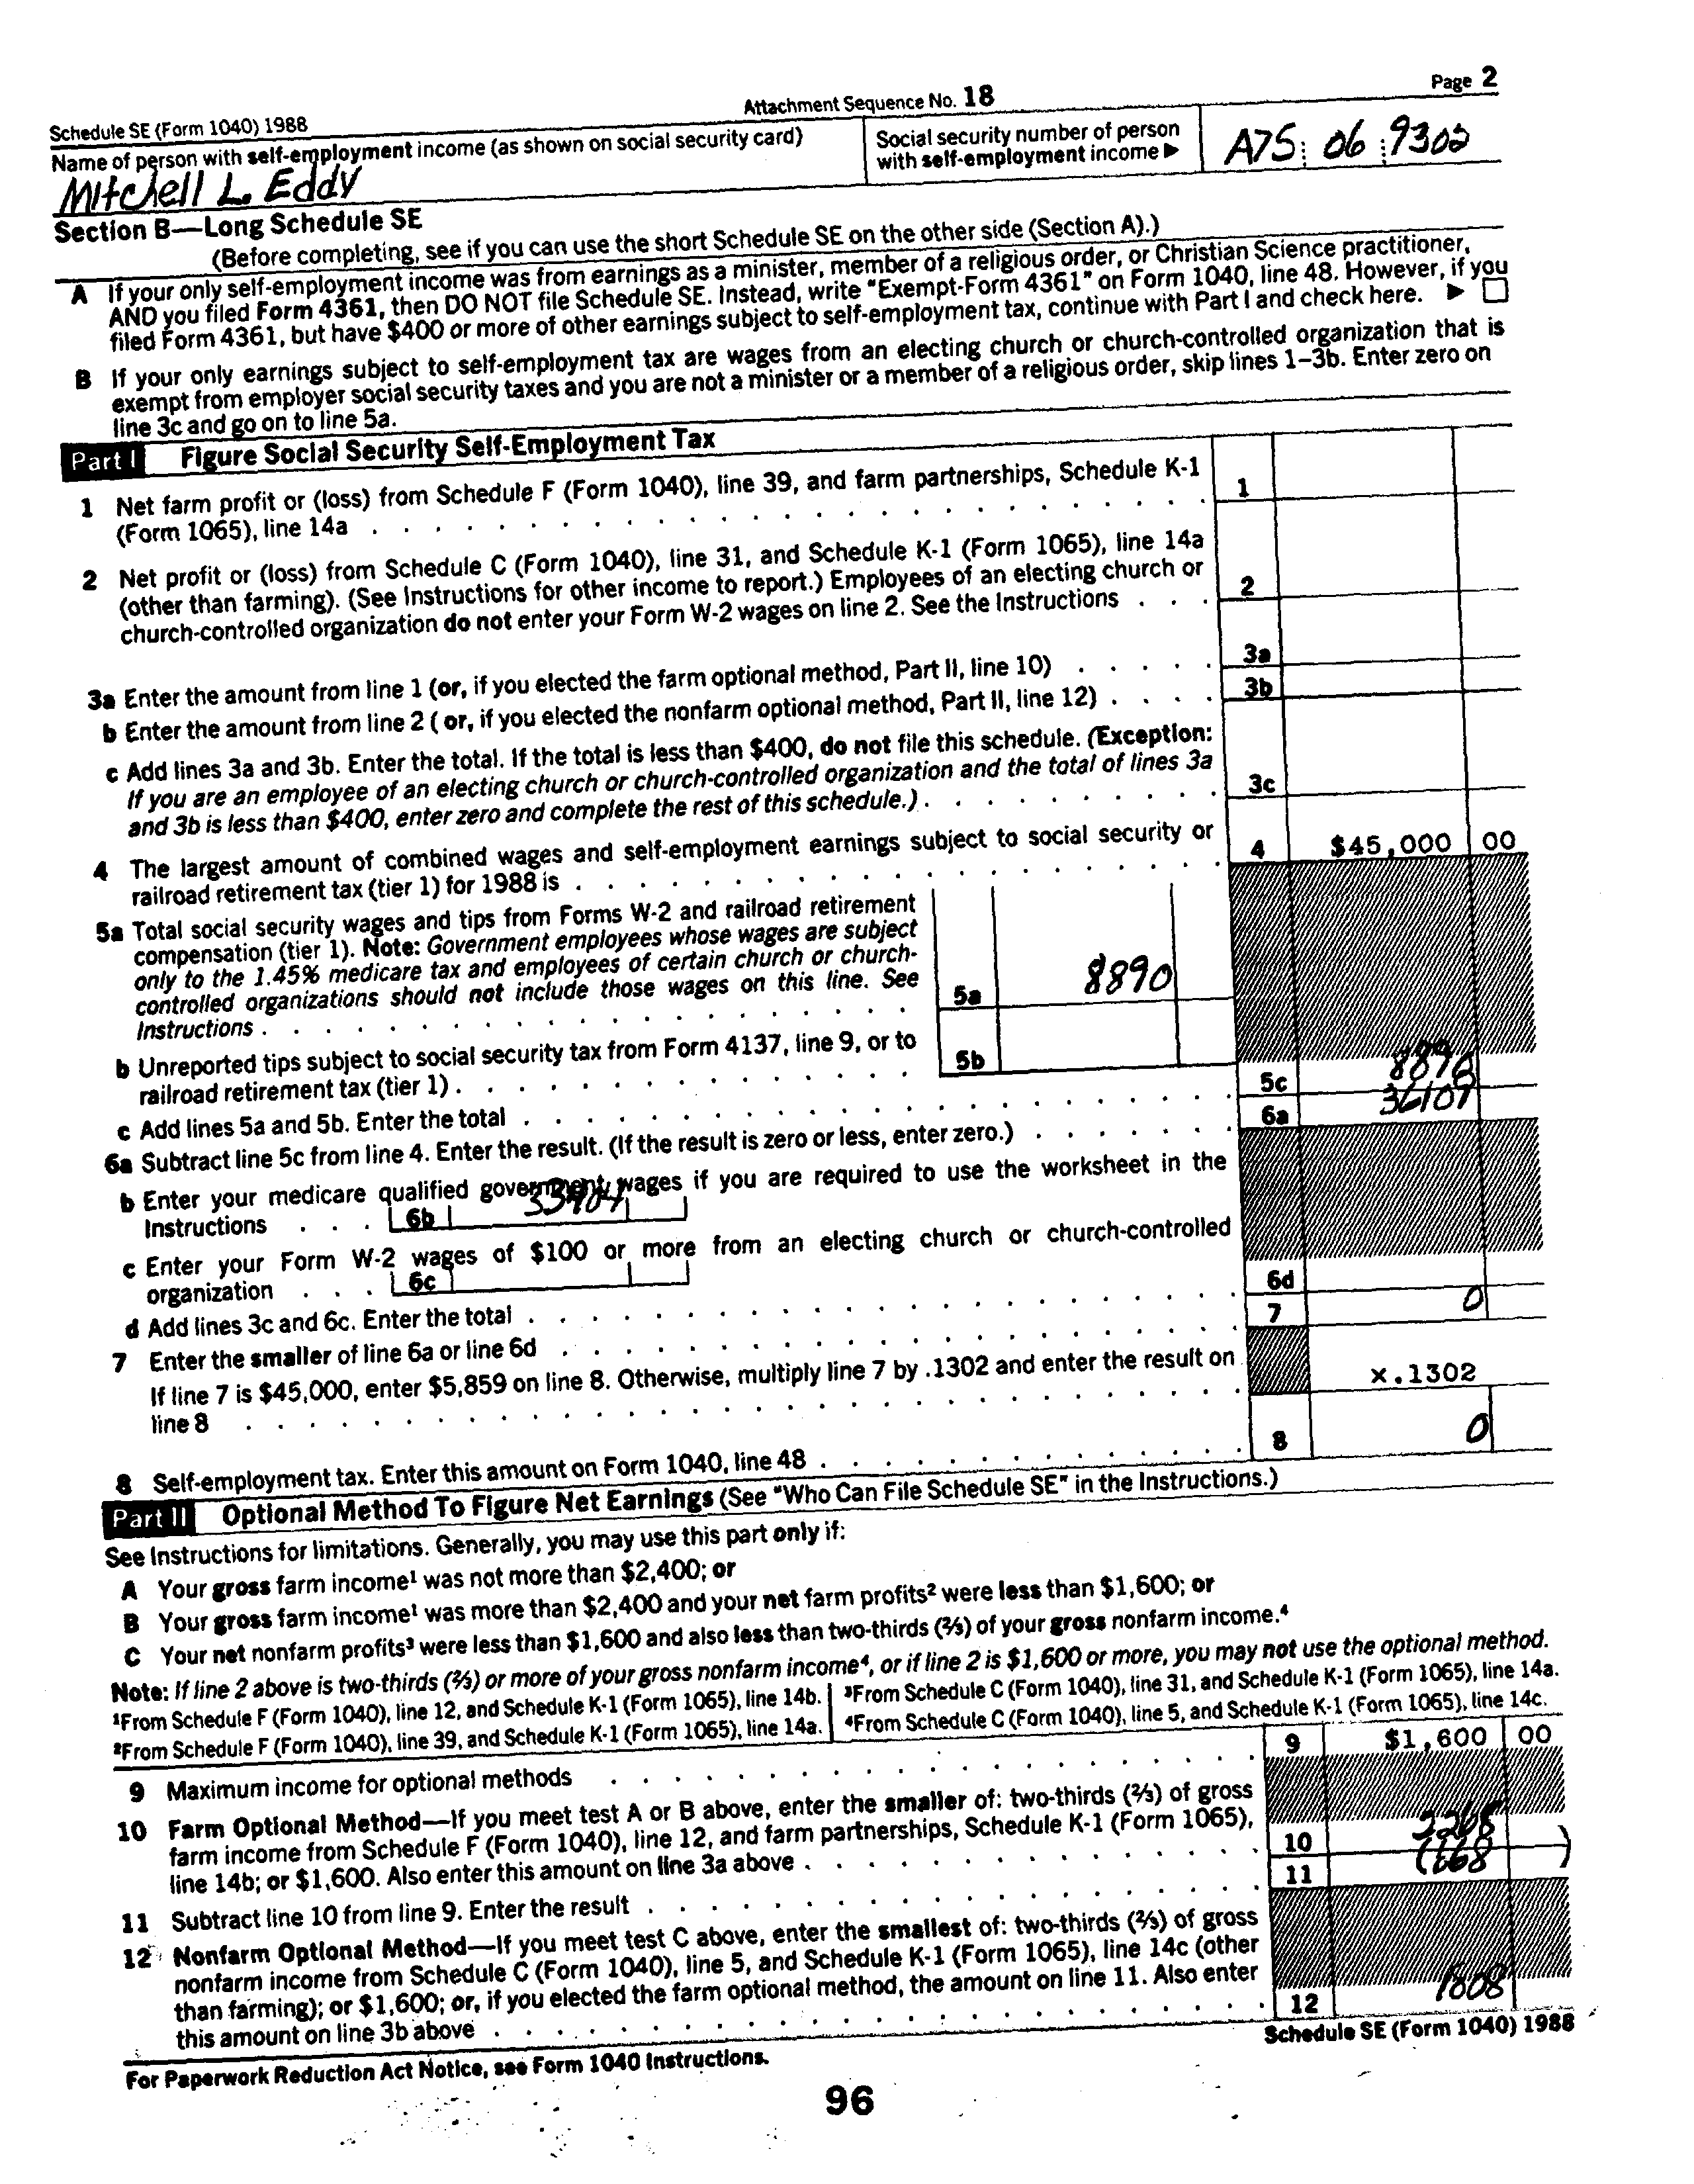 Schedule SE (Form 1040) 1988 Attachment Sequence No. 18 Page 2
Name of person with self-employment income (as shown on social security card)
Mitchell L. Eddy
Social security number of person
with self-employment income ▶
A75 06 9302
Section B—Long Schedule SE
(Before completing, see if you can use the short Schedule SE on the other side (Section A).)
A If your only self-employment income was from earnings as a minister, member of a religious order, or Christian Science practitioner,
AND you filed Form 4361, then DO NOT file Schedule SE. Instead, write "Exempt-Form 4361" on Form 1040, line 48. However, if you
filed Form 4361, but have $400 or more of other earnings subject to self-employment tax, continue with Part I and check here. ▶ □
B If your only earnings subject to self-employment tax are wages from an electing church or church-controlled organization that is
exempt from employer social security taxes and you are not a minister or a member of a religious order, skip lines 1–3b. Enter zero on
line 3c and go on to line 5a.
Part I Figure Social Security Self-Employment Tax
1 Net farm profit or (loss) from Schedule F (Form 1040), line 39, and farm partnerships, Schedule K-1
(Form 1065), line 14a . . . 1
2 Net profit or (loss) from Schedule C (Form 1040), line 31, and Schedule K-1 (Form 1065), line 14a
(other than farming). (See Instructions for other income to report.) Employees of an electing church or
church-controlled organization do not enter your Form W-2 wages on line 2. See the Instructions . . . 2
3a Enter the amount from line 1 (or, if you elected the farm optional method, Part II, line 10) . . . 3a
b Enter the amount from line 2 ( or, if you elected the nonfarm optional method, Part II, line 12) . . . 3b
c Add lines 3a and 3b. Enter the total. If the total is less than $400, do not file this schedule. (Exception:
If you are an employee of an electing church or church-controlled organization and the total of lines 3a
and 3b is less than $400, enter zero and complete the rest of this schedule.) . . . 3c
4 The largest amount of combined wages and self-employment earnings subject to social security or
railroad retirement tax (tier 1) for 1988 is . . . 4 $45,000 00
5a Total social security wages and tips from Forms W-2 and railroad retirement
compensation (tier 1). Note: Government employees whose wages are subject
only to the 1.45% medicare tax and employees of certain church or church-
controlled organizations should not include those wages on this line. See
Instructions . . . 5a 8890
b Unreported tips subject to social security tax from Form 4137, line 9, or to
railroad retirement tax (tier 1) . . . 5b
c Add lines 5a and 5b. Enter the total . . . 5c 8890
6a Subtract line 5c from line 4. Enter the result. (If the result is zero or less, enter zero.) . . . 6a
b Enter your medicare qualified government wages if you are required to use the worksheet in the
Instructions . . . 6b
c Enter your Form W-2 wages of $100 or more from an electing church or church-controlled
organization . . . 6c
d Add lines 3c and 6c. Enter the total . . . 6d
7 Enter the smaller of line 6a or line 6d . . . 7 0
If line 7 is $45,000, enter $5,859 on line 8. Otherwise, multiply line 7 by .1302 and enter the result on
line 8 . . . x.1302
8 Self-employment tax. Enter this amount on Form 1040, line 48 . . . 8 0
Part II Optional Method To Figure Net Earnings (See "Who Can File Schedule SE" in the Instructions.)
See Instructions for limitations. Generally, you may use this part only if:
A Your gross farm income¹ was not more than $2,400; or
B Your gross farm income¹ was more than $2,400 and your net farm profits² were less than $1,600; or
C Your net nonfarm profits³ were less than $1,600 and also less than two-thirds (⅔) of your gross nonfarm income.⁴
Note: If line 2 above is two-thirds (⅔) or more of your gross nonfarm income⁴, or if line 2 is $1,600 or more, you may not use the optional method.
¹From Schedule F (Form 1040), line 12, and Schedule K-1 (Form 1065), line 14b. ³From Schedule C (Form 1040), line 31, and Schedule K-1 (Form 1065), line 14a.
²From Schedule F (Form 1040), line 39, and Schedule K-1 (Form 1065), line 14a. ⁴From Schedule C (Form 1040), line 5, and Schedule K-1 (Form 1065), line 14c.
9 Maximum income for optional methods . . . 9 $1,600 00
10 Farm Optional Method—If you meet test A or B above, enter the smaller of: two-thirds (⅔) of gross
farm income from Schedule F (Form 1040), line 12, and farm partnerships, Schedule K-1 (Form 1065),
line 14b; or $1,600. Also enter this amount on line 3a above . . . 10 2268
11 Subtract line 10 from line 9. Enter the result . . . 11 (668 )
12 Nonfarm Optional Method—If you meet test C above, enter the smallest of: two-thirds (⅔) of gross
nonfarm income from Schedule C (Form 1040), line 5, and Schedule K-1 (Form 1065), line 14c (other
than farming); or $1,600; or, if you elected the farm optional method, the amount on line 11. Also enter
this amount on line 3b above . . . 12 1808
For Paperwork Reduction Act Notice, see Form 1040 Instructions. Schedule SE (Form 1040) 1988
96